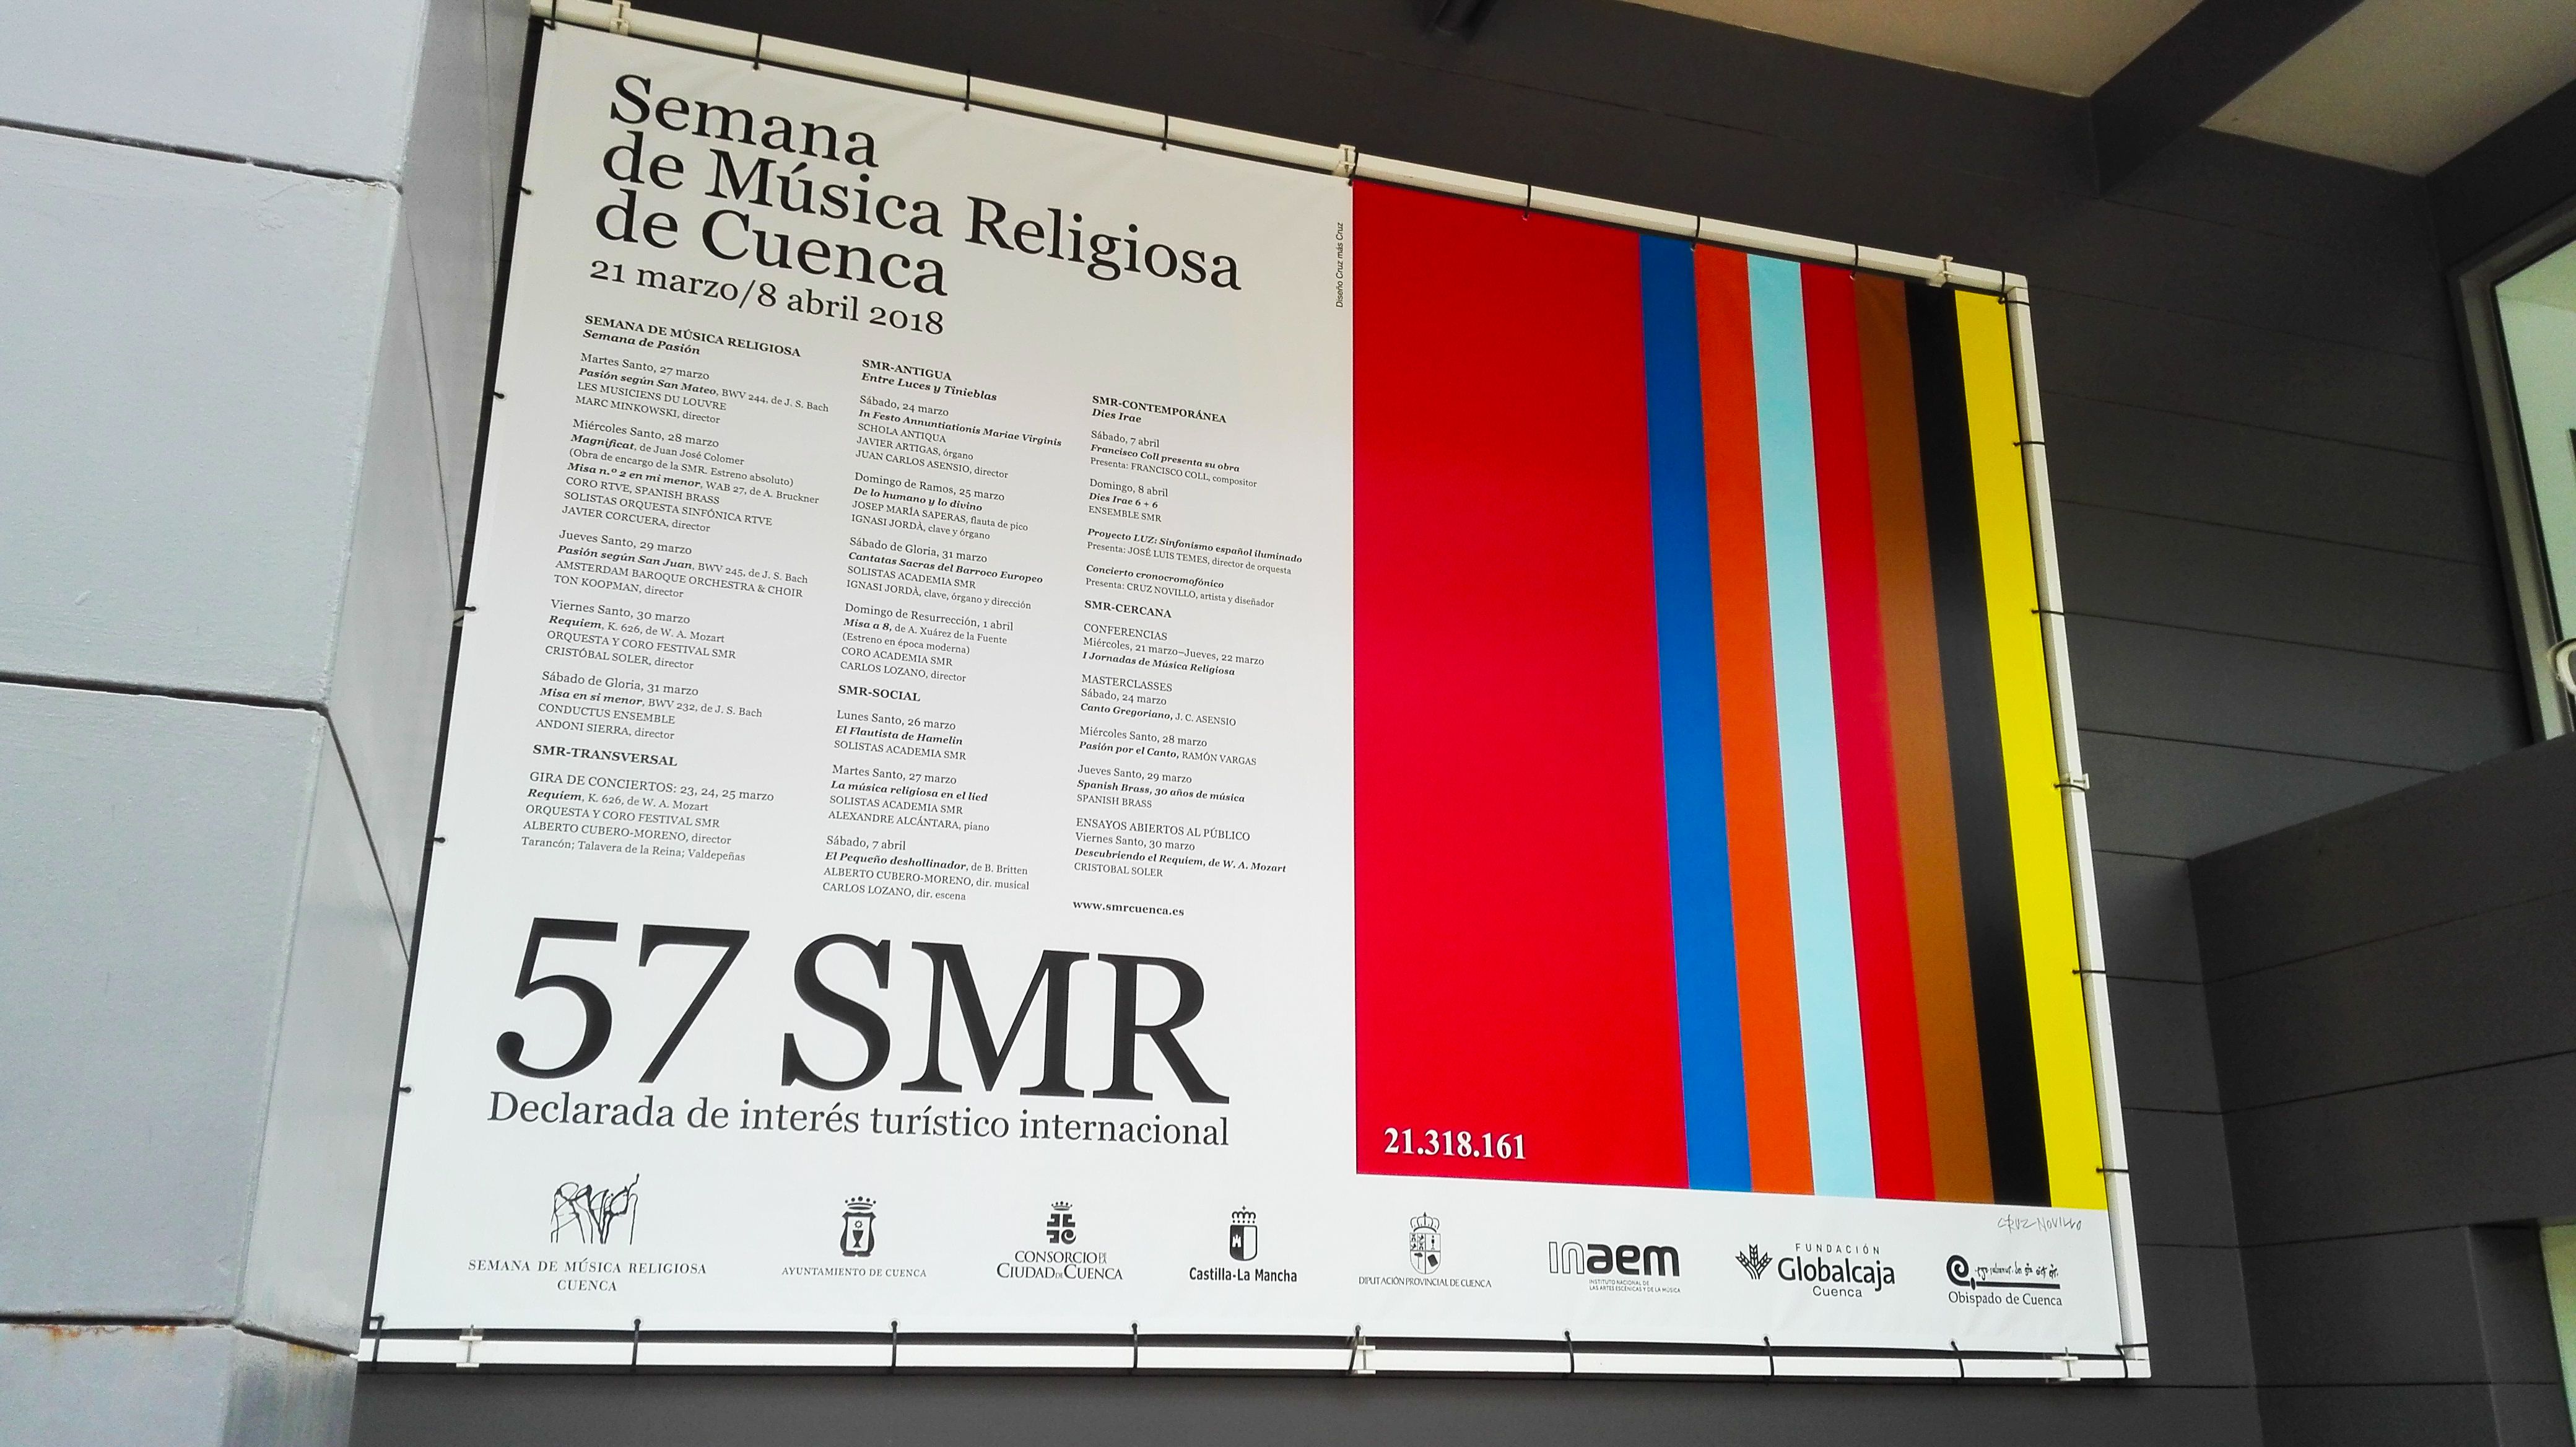 Semana
de Música Religiosa
de Cuenca
21 marzo/8 abril 2018
SEMANA DE MÚSICA RELIGIOSA
Semana de Pasión
Martes Santo, 27 marzo
Pasión según San Mateo, BWV 244, de J. S. Bach
LES MUSICIENS DU LOUVRE
MARC MINKOWSKI, director
Miércoles Santo, 28 marzo
Magnificat, de Juan José Colomer
(Obra de encargo de la SMR. Estreno absoluto)
Misa n.º 2 en mi menor, WAB 27, de A. Bruckner
CORO RTVE, SPANISH BRASS
SOLISTAS ORQUESTA SINFÓNICA RTVE
JAVIER CORCUERA, director
Jueves Santo, 29 marzo
Pasión según San Juan, BWV 245, de J. S. Bach
AMSTERDAM BAROQUE ORCHESTRA & CHOIR
TON KOOPMAN, director
Viernes Santo, 30 marzo
Requiem, K. 626, de W. A. Mozart
ORQUESTA Y CORO FESTIVAL SMR
CRISTÓBAL SOLER, director
Sábado de Gloria, 31 marzo
Misa en si menor, BWV 232, de J. S. Bach
CONDUCTUS ENSEMBLE
ANDONI SIERRA, director
SMR-TRANSVERSAL
GIRA DE CONCIERTOS: 23, 24, 25 marzo
Requiem, K. 626, de W. A. Mozart
ORQUESTA Y CORO FESTIVAL SMR
ALBERTO CUBERO-MORENO, director
Tarancón; Talavera de la Reina; Valdepeñas
SMR-ANTIGUA
Entre Luces y Tinieblas
Sábado, 24 marzo
In Festo Annuntiationis Mariae Virginis
SCHOLA ANTIQUA
JAVIER ARTIGAS, órgano
JUAN CARLOS ASENSIO, director
Domingo de Ramos, 25 marzo
De lo humano y lo divino
JOSEP MARÍA SAPERAS, flauta de pico
IGNASI JORDÀ, clave y órgano
Sábado de Gloria, 31 marzo
Cantatas Sacras del Barroco Europeo
SOLISTAS ACADEMIA SMR
IGNASI JORDÀ, clave, órgano y dirección
Domingo de Resurrección, 1 abril
Misa a 8, de A. Xuárez de la Fuente
(Estreno en época moderna)
CORO ACADEMIA SMR
CARLOS LOZANO, director
SMR-SOCIAL
Lunes Santo, 26 marzo
El Flautista de Hamelin
SOLISTAS ACADEMIA SMR
Martes Santo, 27 marzo
La música religiosa en el lied
SOLISTAS ACADEMIA SMR
ALEXANDRE ALCÁNTARA, piano
Sábado, 7 abril
El Pequeño deshollinador, de B. Britten
ALBERTO CUBERO-MORENO, dir. musical
CARLOS LOZANO, dir. escena
SMR-CONTEMPORÁNEA
Dies Irae
Sábado, 7 abril
Francisco Coll presenta su obra
Presenta: FRANCISCO COLL, compositor
Domingo, 8 abril
Dies Irae 6 + 6
ENSEMBLE SMR
Proyecto LUZ: Sinfonismo español iluminado
Presenta: JOSÉ LUIS TEMES, director de orquesta
Concierto cronocromofónico
Presenta: CRUZ NOVILLO, artista y diseñador
SMR-CERCANA
CONFERENCIAS
Miércoles, 21 marzo–Jueves, 22 marzo
I Jornadas de Música Religiosa
MASTERCLASSES
Sábado, 24 marzo
Canto Gregoriano, J. C. ASENSIO
Miércoles Santo, 28 marzo
Pasión por el Canto, RAMÓN VARGAS
Jueves Santo, 29 marzo
Spanish Brass, 30 años de música
SPANISH BRASS
ENSAYOS ABIERTOS AL PÚBLICO
Viernes Santo, 30 marzo
Descubriendo el Requiem, de W. A. Mozart
CRISTOBAL SOLER
www.smrcuenca.es
Diseño Cruz más Cruz
57 SMR
Declarada de interés turístico internacional
21.318.161
CRUZ-NOVILLO
SEMANA DE MÚSICA RELIGIOSA
CUENCA
AYUNTAMIENTO DE CUENCA
CONSORCIO DE LA
CIUDAD DE CUENCA
Castilla-La Mancha
DIPUTACIÓN PROVINCIAL DE CUENCA
inaem
INSTITUTO NACIONAL DE
LAS ARTES ESCÉNICAS Y DE LA MÚSICA
FUNDACIÓN
Globalcaja
Cuenca
Obispado de Cuenca